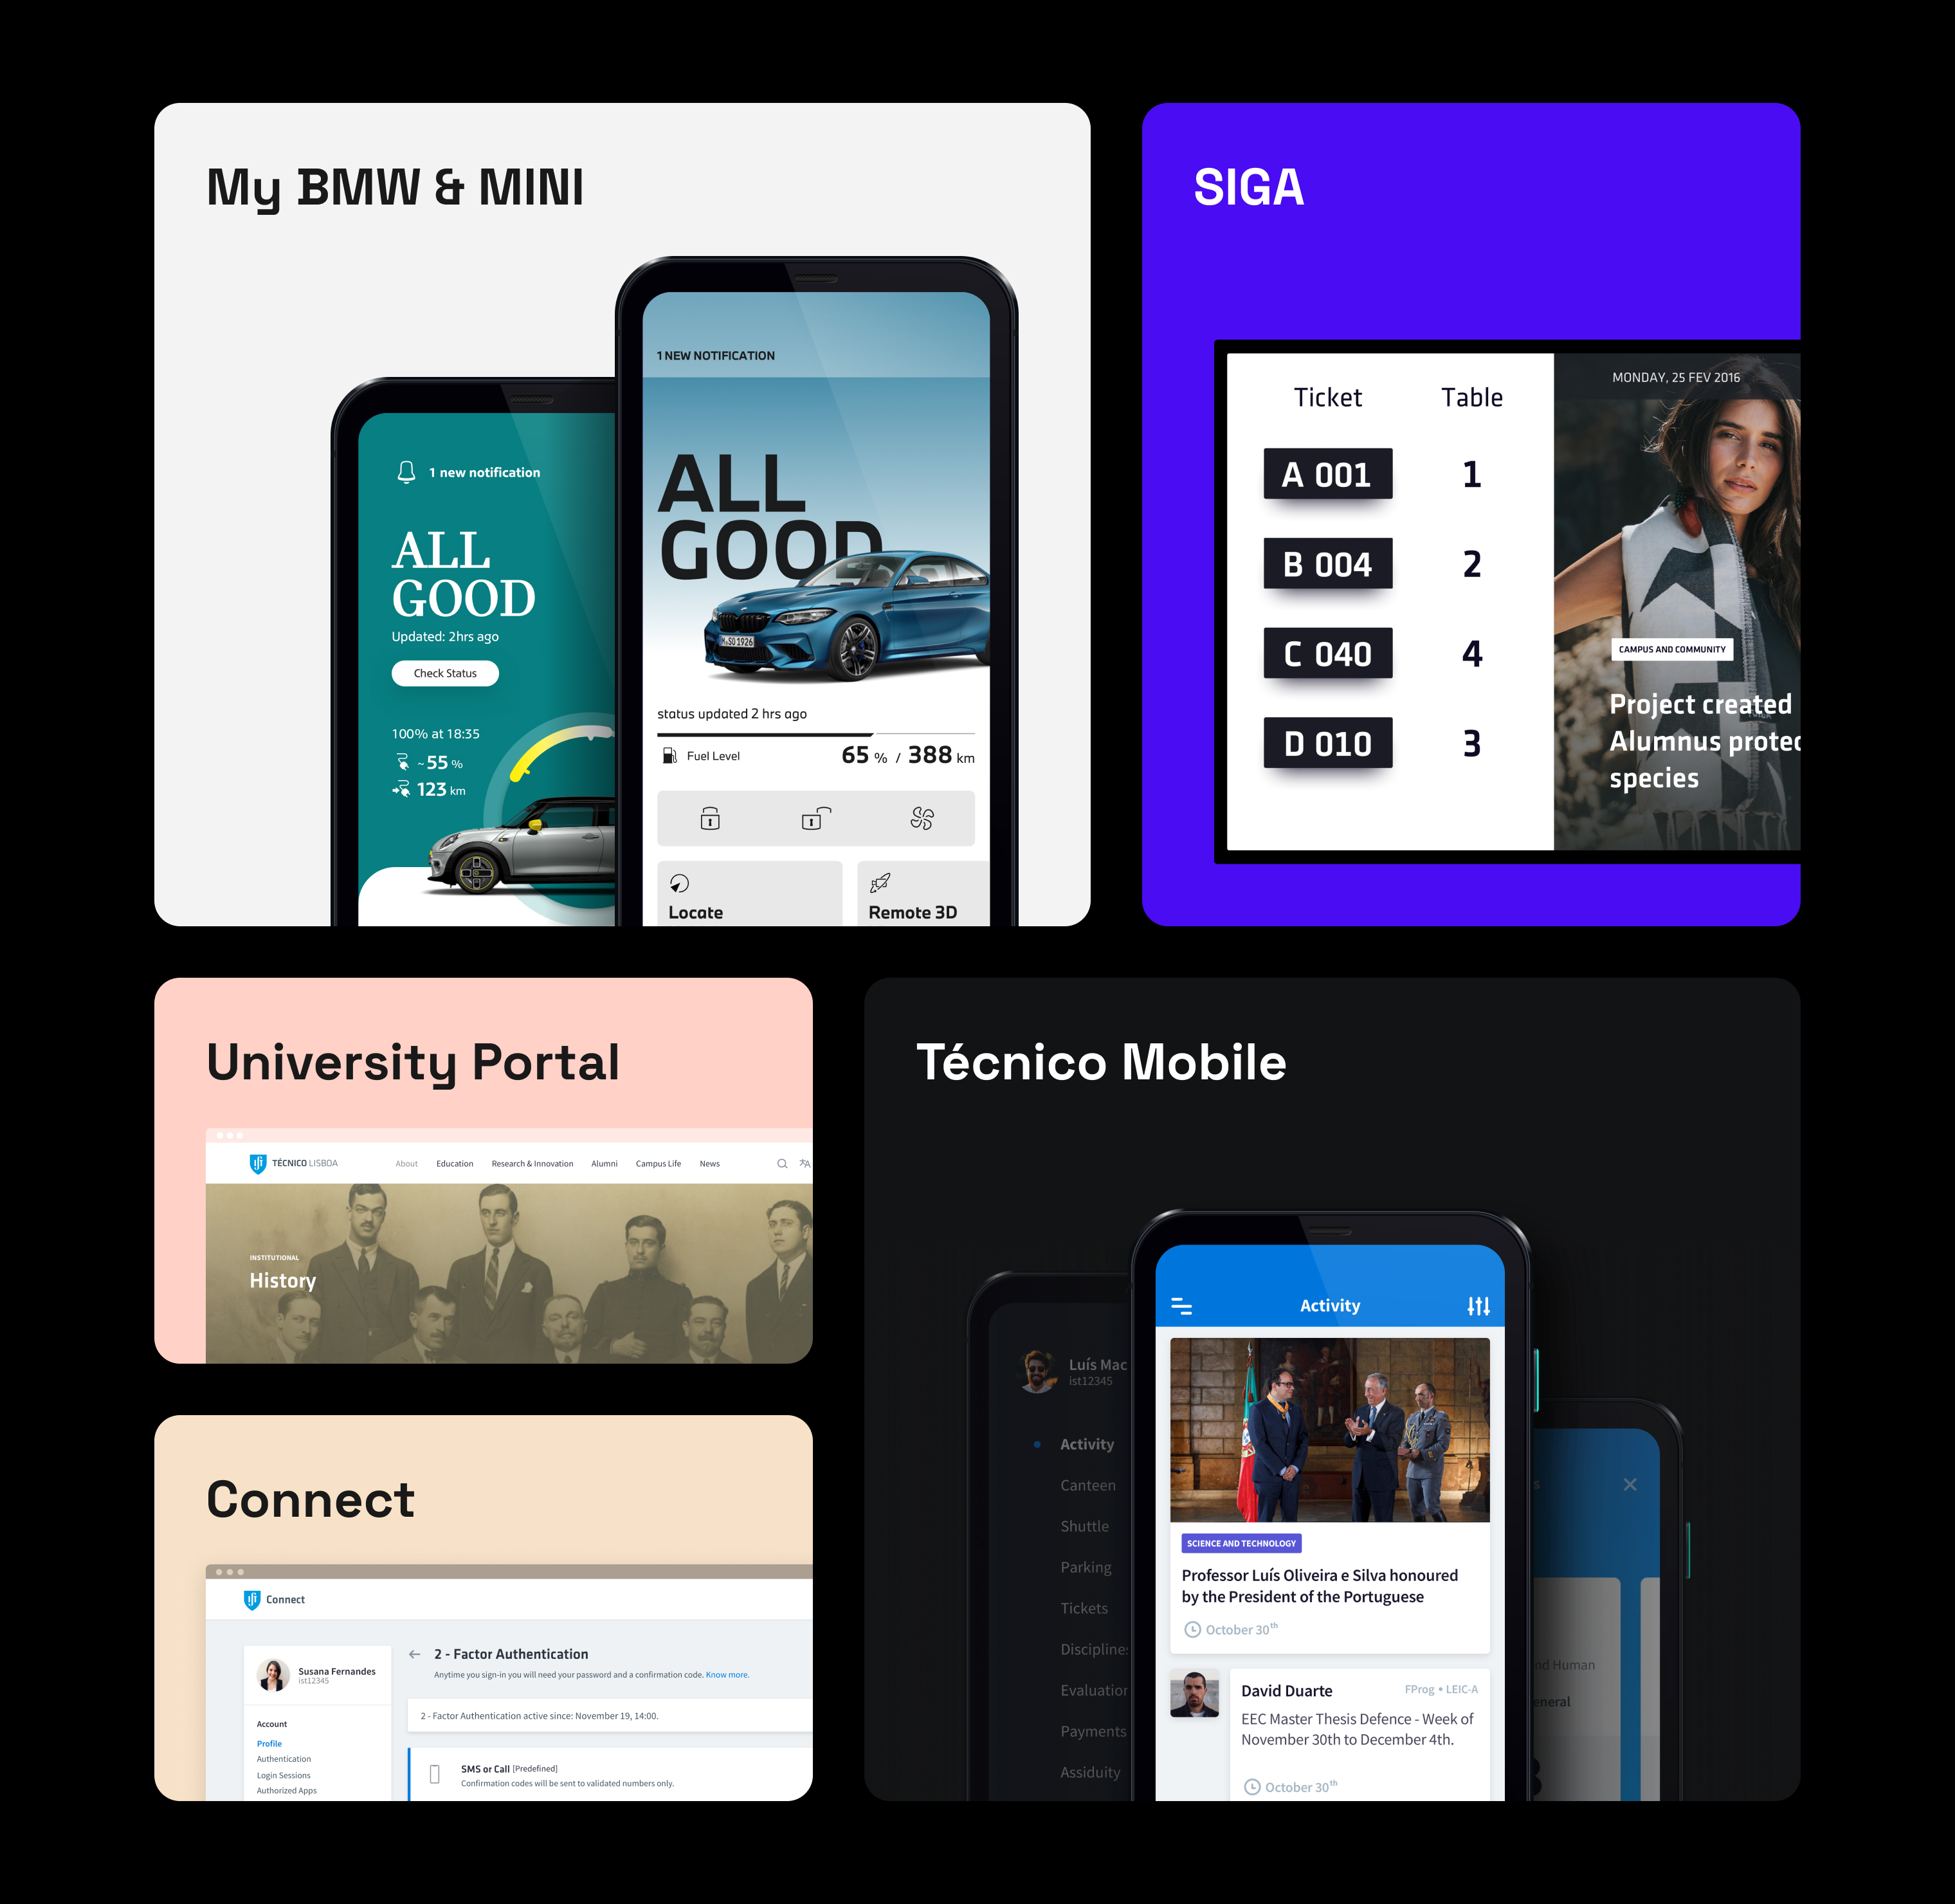 My BMW & MINI
1 new notification
ALL
GOOD
Updated: 2hrs ago
Check Status
100% at 18:35
~ 55 %
123 km
1 NEW NOTIFICATION
ALL
GOOD
M·SO 1926
status updated 2 hrs ago
Fuel Level 65 % / 388 km
Locate
Remote 3D
SIGA
Ticket Table
A 001 1
B 004 2
C 040 4
D 010 3
MONDAY, 25 FEV 2016
CAMPUS AND COMMUNITY
Project created
Alumnus protec
species
University Portal
TÉCNICO LISBOA
About Education Research & Innovation Alumni Campus Life News
INSTITUTIONAL
History
Connect
Connect
Susana Fernandes
ist12345
Account
Profile
Authentication
Login Sessions
Authorized Apps
2 - Factor Authentication
Anytime you sign-in you will need your password and a confirmation code. Know more.
2 - Factor Authentication active since: November 19, 14:00.
SMS or Call [Predefined]
Confirmation codes will be sent to validated numbers only.
Técnico Mobile
Luís Mac
ist12345
Activity
Canteen
Shuttle
Parking
Tickets
Disciplines
Evaluation
Payments
Assiduity
Activity
SCIENCE AND TECHNOLOGY
Professor Luís Oliveira e Silva honoured
by the President of the Portuguese
October 30th
David Duarte
FProg • LEIC-A
EEC Master Thesis Defence - Week of
November 30th to December 4th.
October 30th
nd Human
eneral